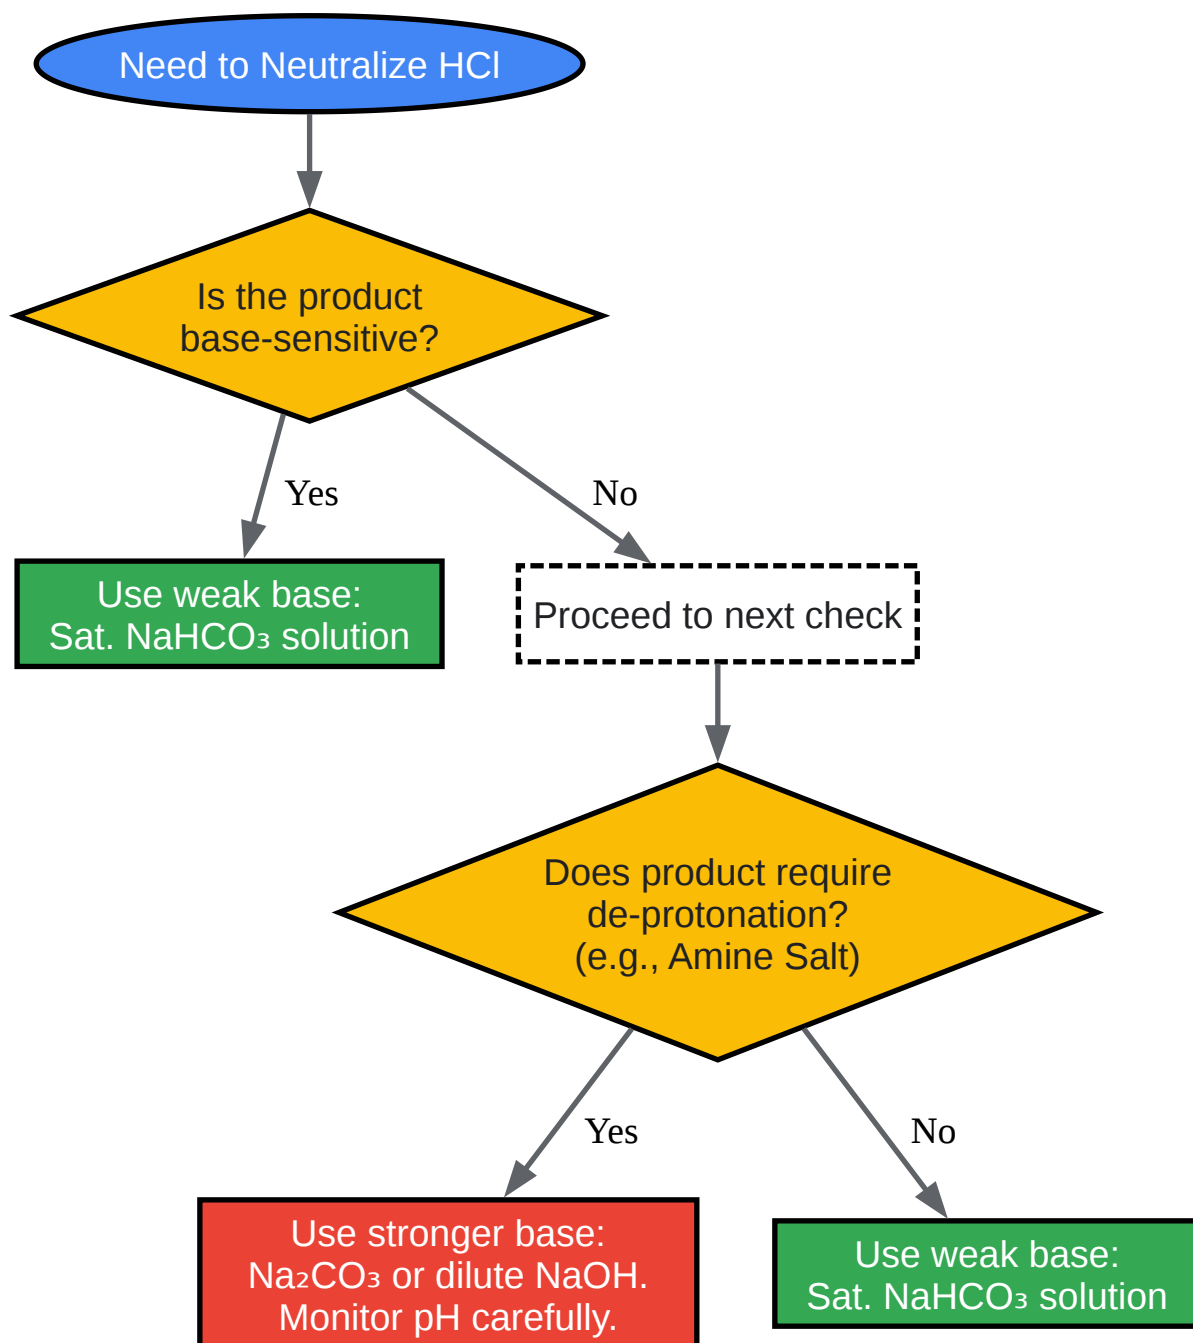 Need to Neutralize HCl
Is the product
base-sensitive?
Yes
No
Use weak base:
Sat. NaHCO₃ solution
Proceed to next check
Does product require
de-protonation?
(e.g., Amine Salt)
Yes
No
Use stronger base:
Na₂CO₃ or dilute NaOH.
Monitor pH carefully.
Use weak base:
Sat. NaHCO₃ solution